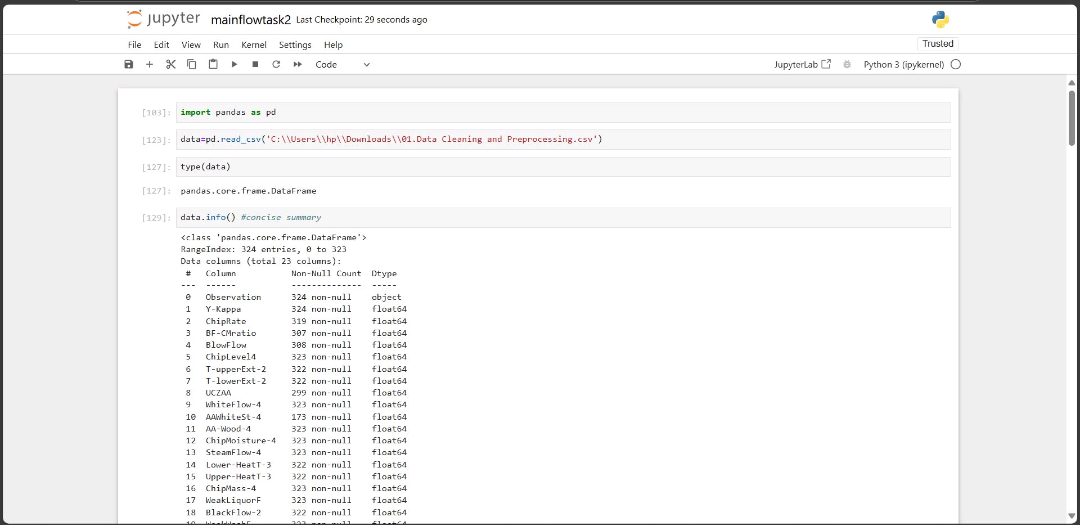 jupyter mainflowtask2 Last Checkpoint: 29 seconds ago
File Edit View Run Kernel Settings Help
Trusted
Code
JupyterLab
Python 3 (ipykernel)
[103]: import pandas as pd
[123]: data=pd.read_csv('C:\\Users\\hp\\Downloads\\01.Data Cleaning and Preprocessing.csv')
[127]: type(data)
[127]: pandas.core.frame.DataFrame
[129]: data.info() #concise summary
<class 'pandas.core.frame.DataFrame'>
RangeIndex: 324 entries, 0 to 323
Data columns (total 23 columns):
# Column Non-Null Count Dtype
--- ------ -------------- -----
0 Observation 324 non-null object
1 Y-Kappa 324 non-null float64
2 ChipRate 319 non-null float64
3 BF-CMratio 307 non-null float64
4 BlowFlow 308 non-null float64
5 ChipLevel4 323 non-null float64
6 T-upperExt-2 322 non-null float64
7 T-lowerExt-2 322 non-null float64
8 UCZAA 299 non-null float64
9 WhiteFlow-4 323 non-null float64
10 AAWhiteSt-4 173 non-null float64
11 AA-Wood-4 323 non-null float64
12 ChipMoisture-4 323 non-null float64
13 SteamFlow-4 323 non-null float64
14 Lower-HeatT-3 322 non-null float64
15 Upper-HeatT-3 322 non-null float64
16 ChipMass-4 323 non-null float64
17 WeakLiquorF 323 non-null float64
18 BlackFlow-2 322 non-null float64